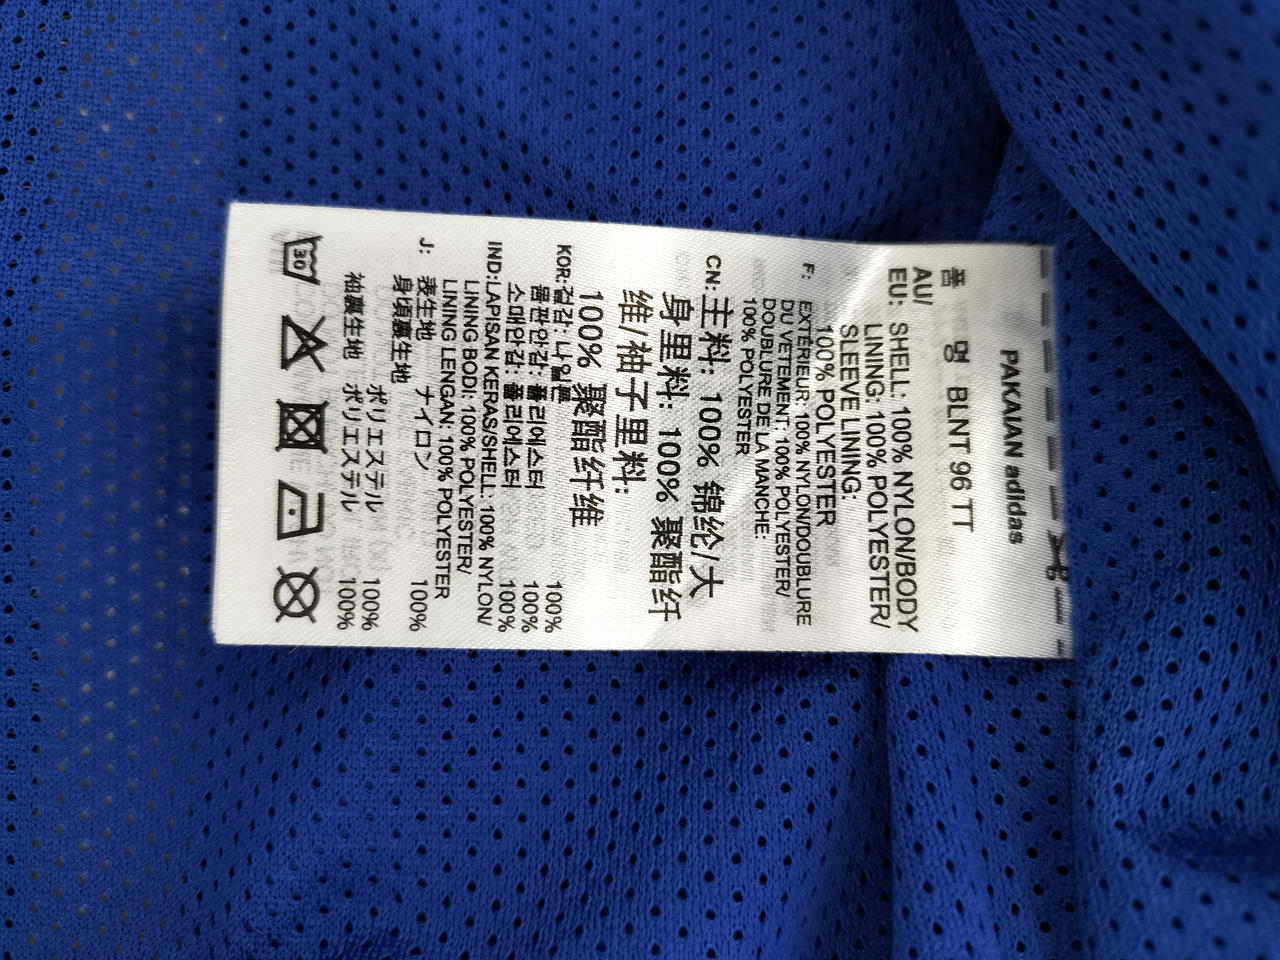 PAKAIAN adidas
품 명 BLNT 96 TT
AU/
EU: SHELL: 100% NYLON/BODY
LINING: 100% POLYESTER/
SLEEVE LINING:
100% POLYESTER
F: EXTÉRIEUR: 100% NYLON/DOUBLURE
DU VETEMENT: 100% POLYESTER/
DOUBLURE DE LA MANCHE:
100% POLYESTER
CN: 主料: 100% 锦纶/大
身里料: 100% 聚酯纤
维/袖子里料:
100% 聚酯纤维
KOR: 겉감: 나일론 100%
몸판안감: 폴리에스터 100%
소매안감: 폴리에스터 100%
IND: LAPISAN KERAS/SHELL: 100% NYLON/
LINING BODI: 100% POLYESTER/
LINING LENGAN: 100% POLYESTER
J: 表生地 ナイロン 100%
身頃裏生地 ポリエステル 100%
袖裏生地 ポリエステル 100%
30